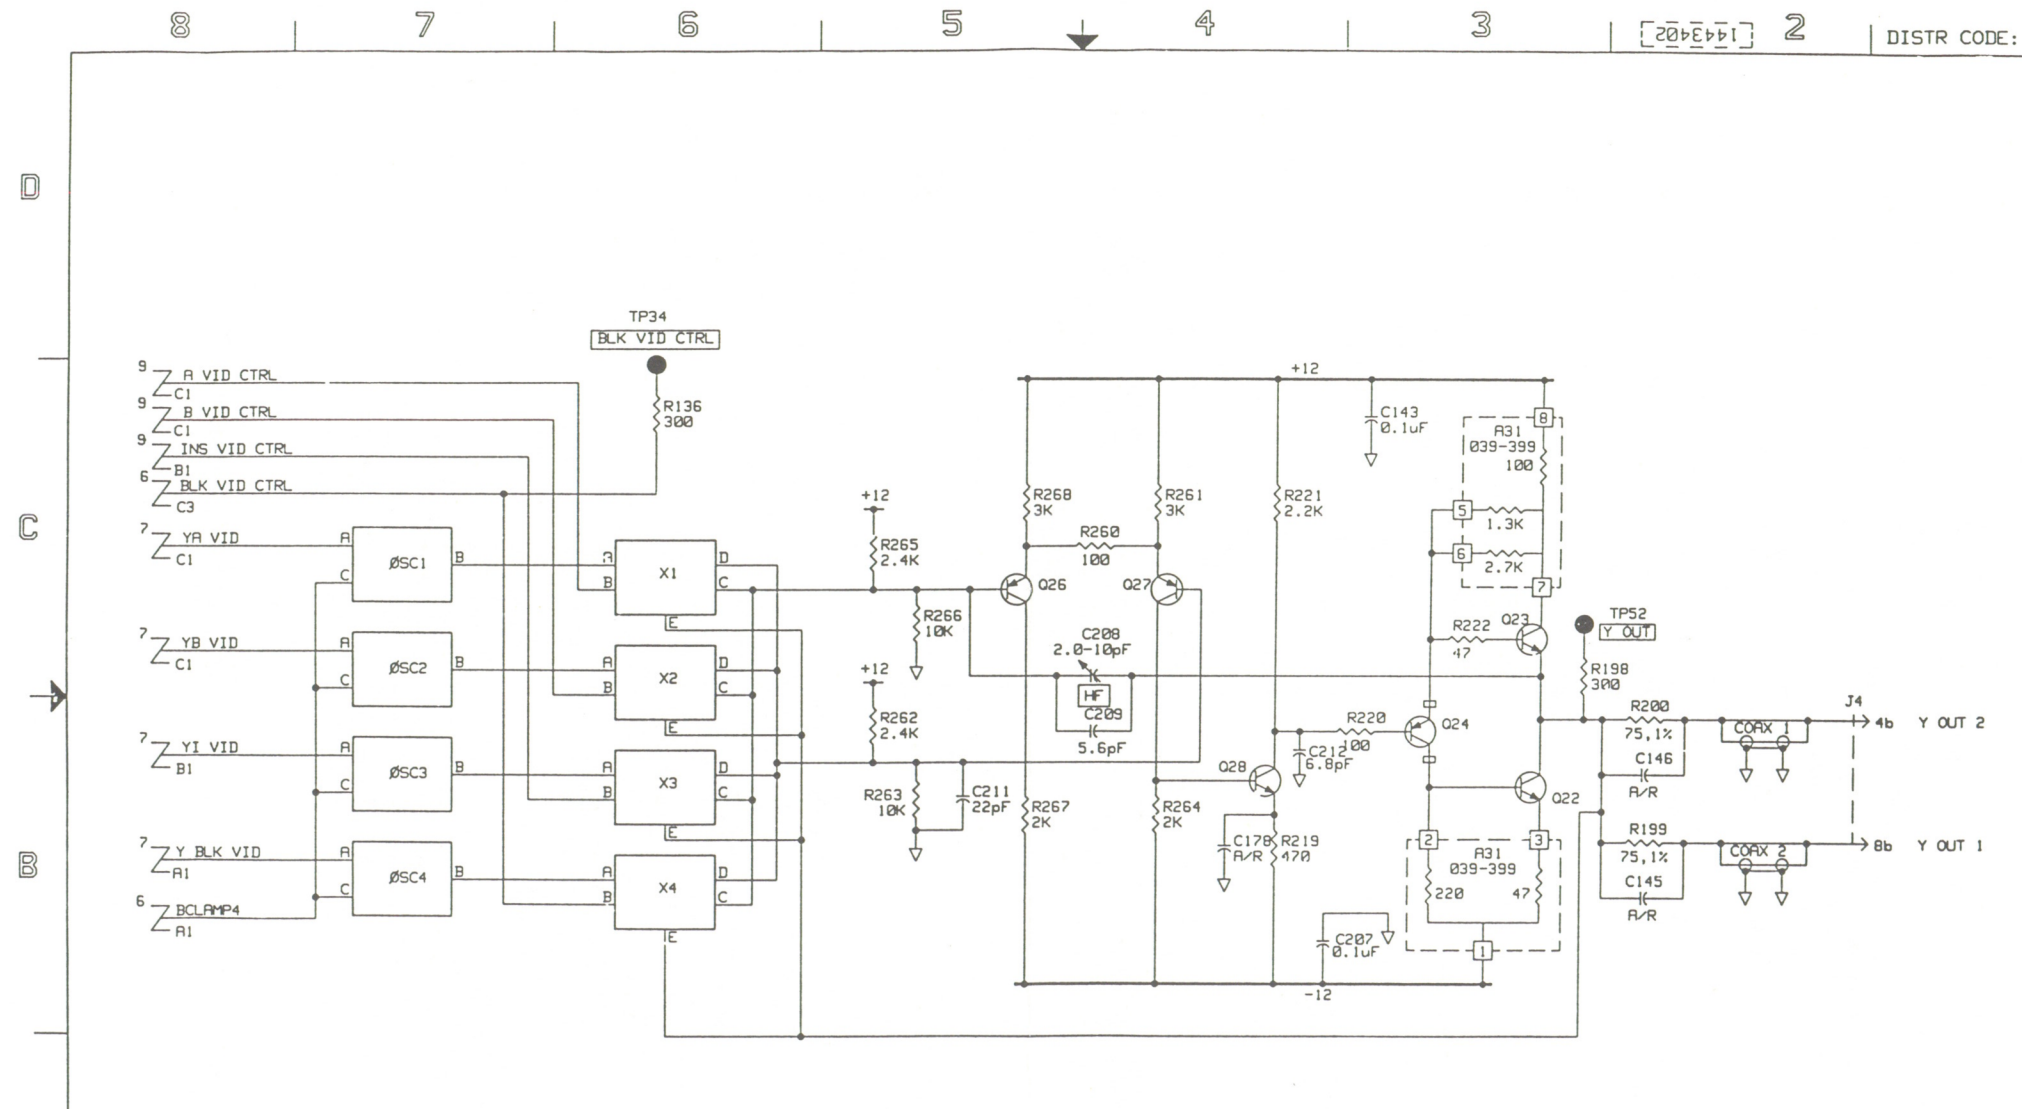 8 7 6 5 4 3 1443402 2 DISTR CODE:
D
TP34
BLK VID CTRL
R136
300
9 A VID CTRL
C1
9 B VID CTRL
C1
9 INS VID CTRL
B1
6 BLK VID CTRL
C3
7 YA VID
C1
7 YB VID
C1
7 YI VID
B1
7 Y BLK VID
A1
6 BCLAMP4
A1
C
B
A ØSC1 B
C
A ØSC2 B
C
A ØSC3 B
C
A ØSC4 B
C
A X1 D
B C
E
A X2 D
B C
E
A X3 D
B C
E
A X4 D
B C
E
+12
R265
2.4K
R266
10K
+12
R262
2.4K
R263
10K
C211
22pF
+12
R268
3K
R260
100
R261
3K
Q26
Q27
C208
2.0-10pF
HF
C209
5.6pF
R267
2K
R264
2K
R221
2.2K
Q28
C178
A/R
R219
470
C212
6.8pF
R220
100
Q24
C143
0.1uF
8
A31
039-399
100
5
1.3K
6
2.7K
7
R222
47
Q23
Q22
2 3
A31
039-399
220 47
1
C207
0.1uF
-12
TP52
Y OUT
R198
300
R200
75,1%
C146
A/R
COAX 1
J4
4b Y OUT 2
R199
75,1%
C145
A/R
COAX 2
8b Y OUT 1